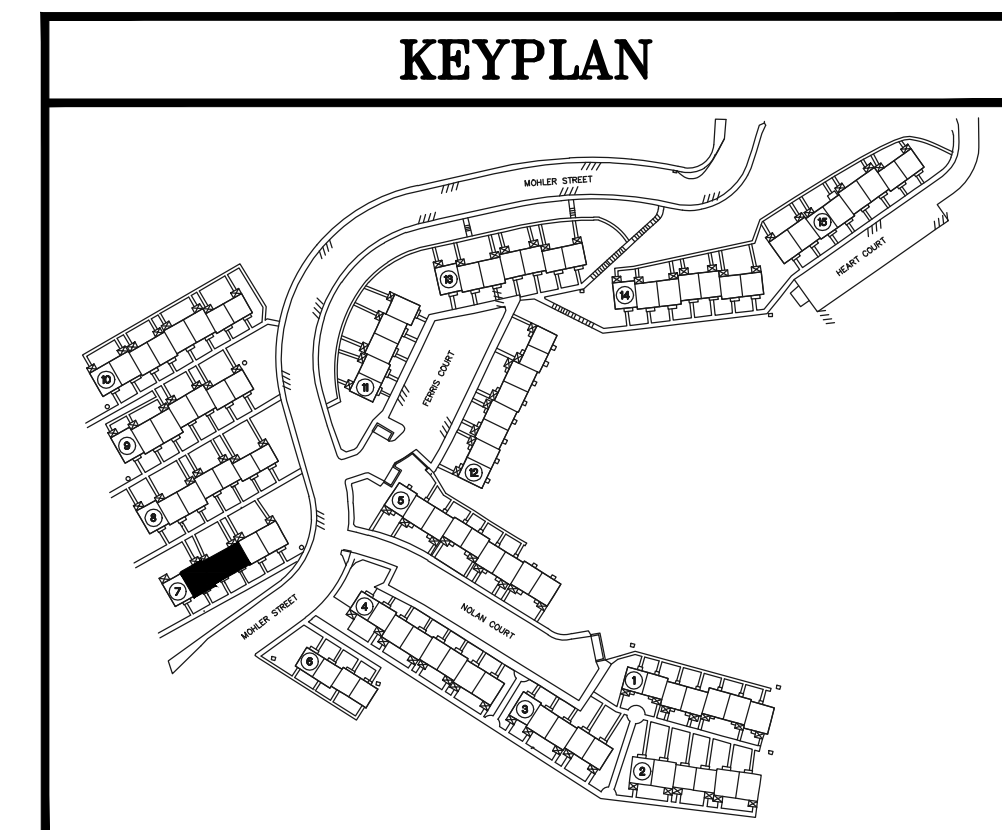 KEYPLAN
MOHLER STREET
15
HEART COURT
13
14
10
11
FERRIS COURT
9
12
5
8
7
MOHLER STREET
4
NOLAN COURT
6
1
3
2